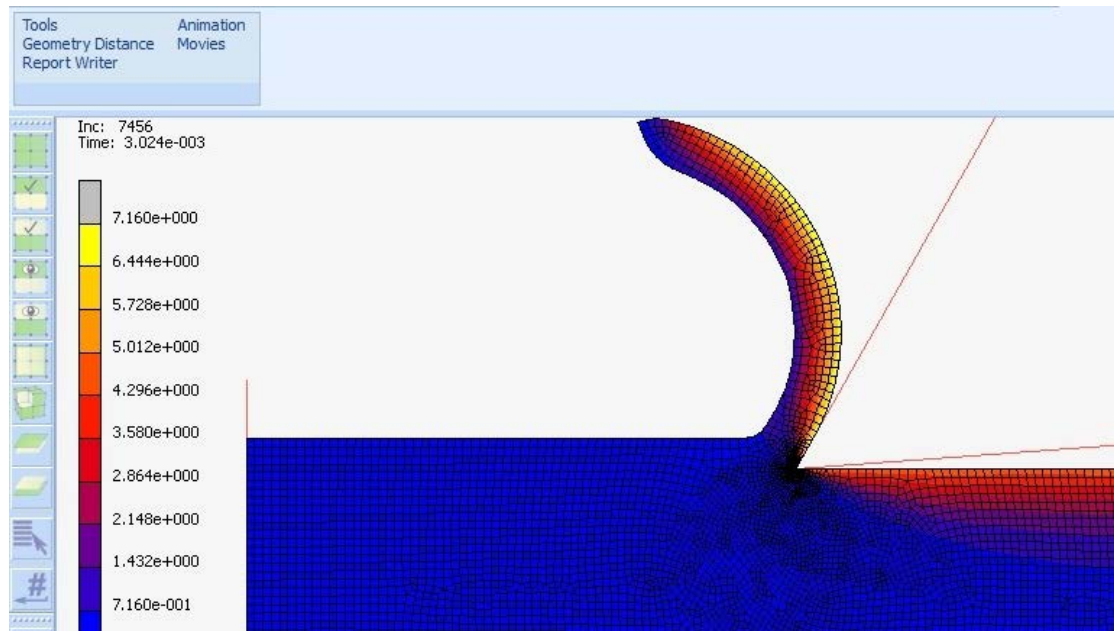 Tools Animation
Geometry Distance Movies
Report Writer
Inc: 7456
Time: 3.024e-003
7.160e+000
6.444e+000
5.728e+000
5.012e+000
4.296e+000
3.580e+000
2.864e+000
2.148e+000
1.432e+000
7.160e-001
#